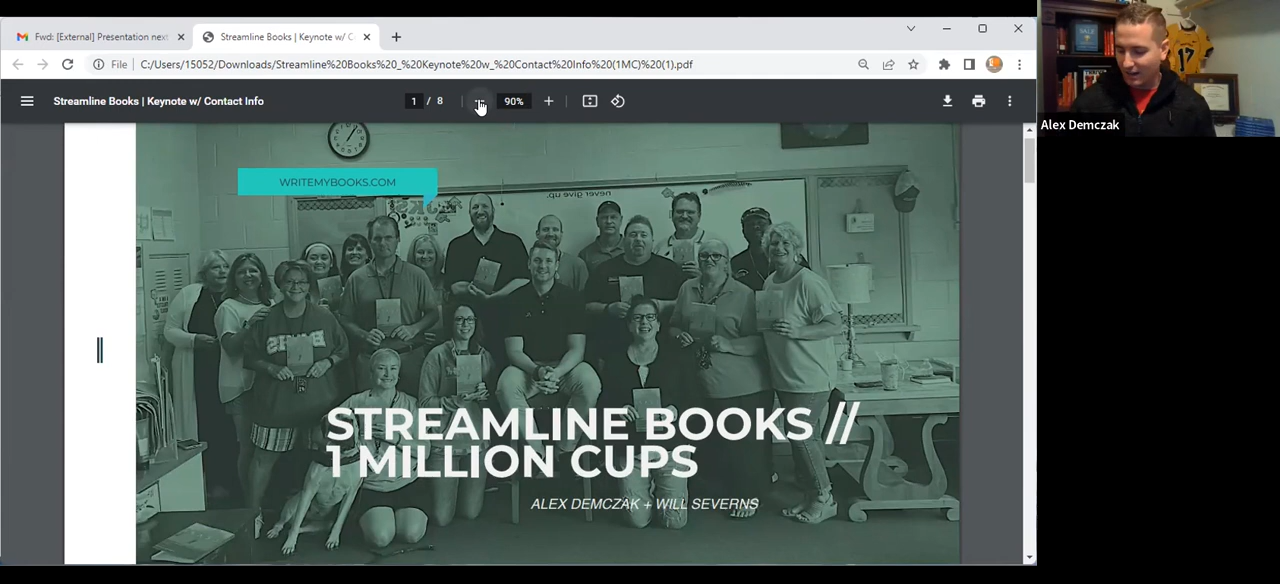 Fwd: [External] Presentation next
Streamline Books | Keynote w/ C
File
C:/Users/15052/Downloads/Streamline%20Books%20_%20Keynote%20w_%20Contact%20Info%20(1MC)%20(1).pdf
Streamline Books | Keynote w/ Contact Info
1 / 8
90%
Alex Demczak
17
WRITEMYBOOKS.COM
never give up.
STREAMLINE BOOKS //
1 MILLION CUPS
ALEX DEMCZAK + WILL SEVERNS